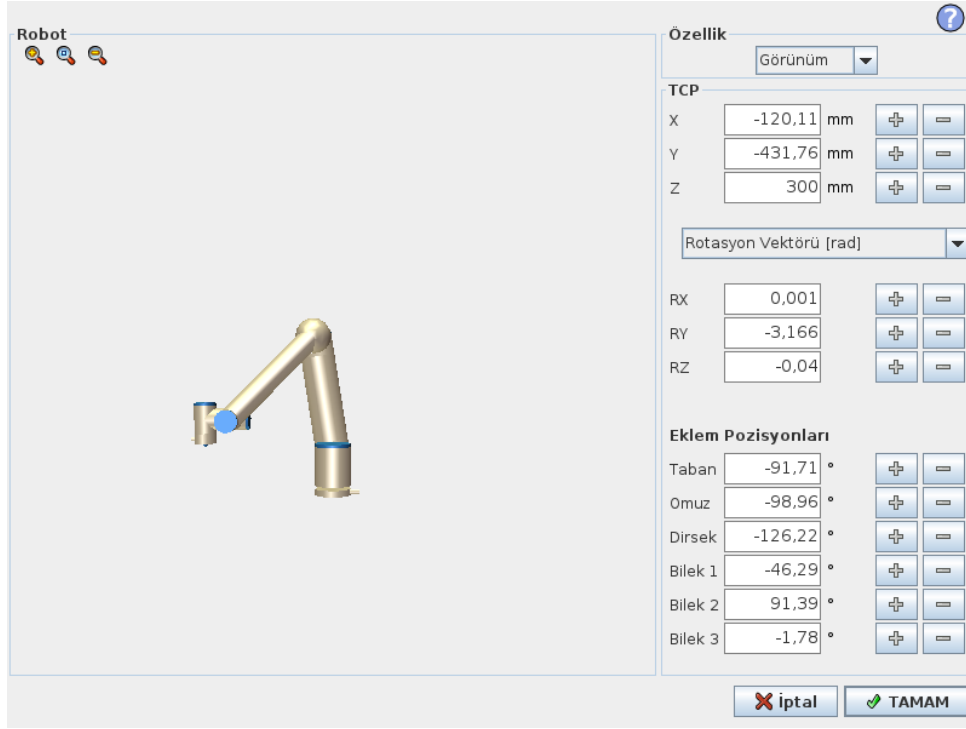 Robot
Özellik
Görünüm
TCP
X -120,11 mm
Y -431,76 mm
Z 300 mm
Rotasyon Vektörü [rad]
RX 0,001
RY -3,166
RZ -0,04
Eklem Pozisyonları
Taban -91,71 °
Omuz -98,96 °
Dirsek -126,22 °
Bilek 1 -46,29 °
Bilek 2 91,39 °
Bilek 3 -1,78 °
İptal TAMAM